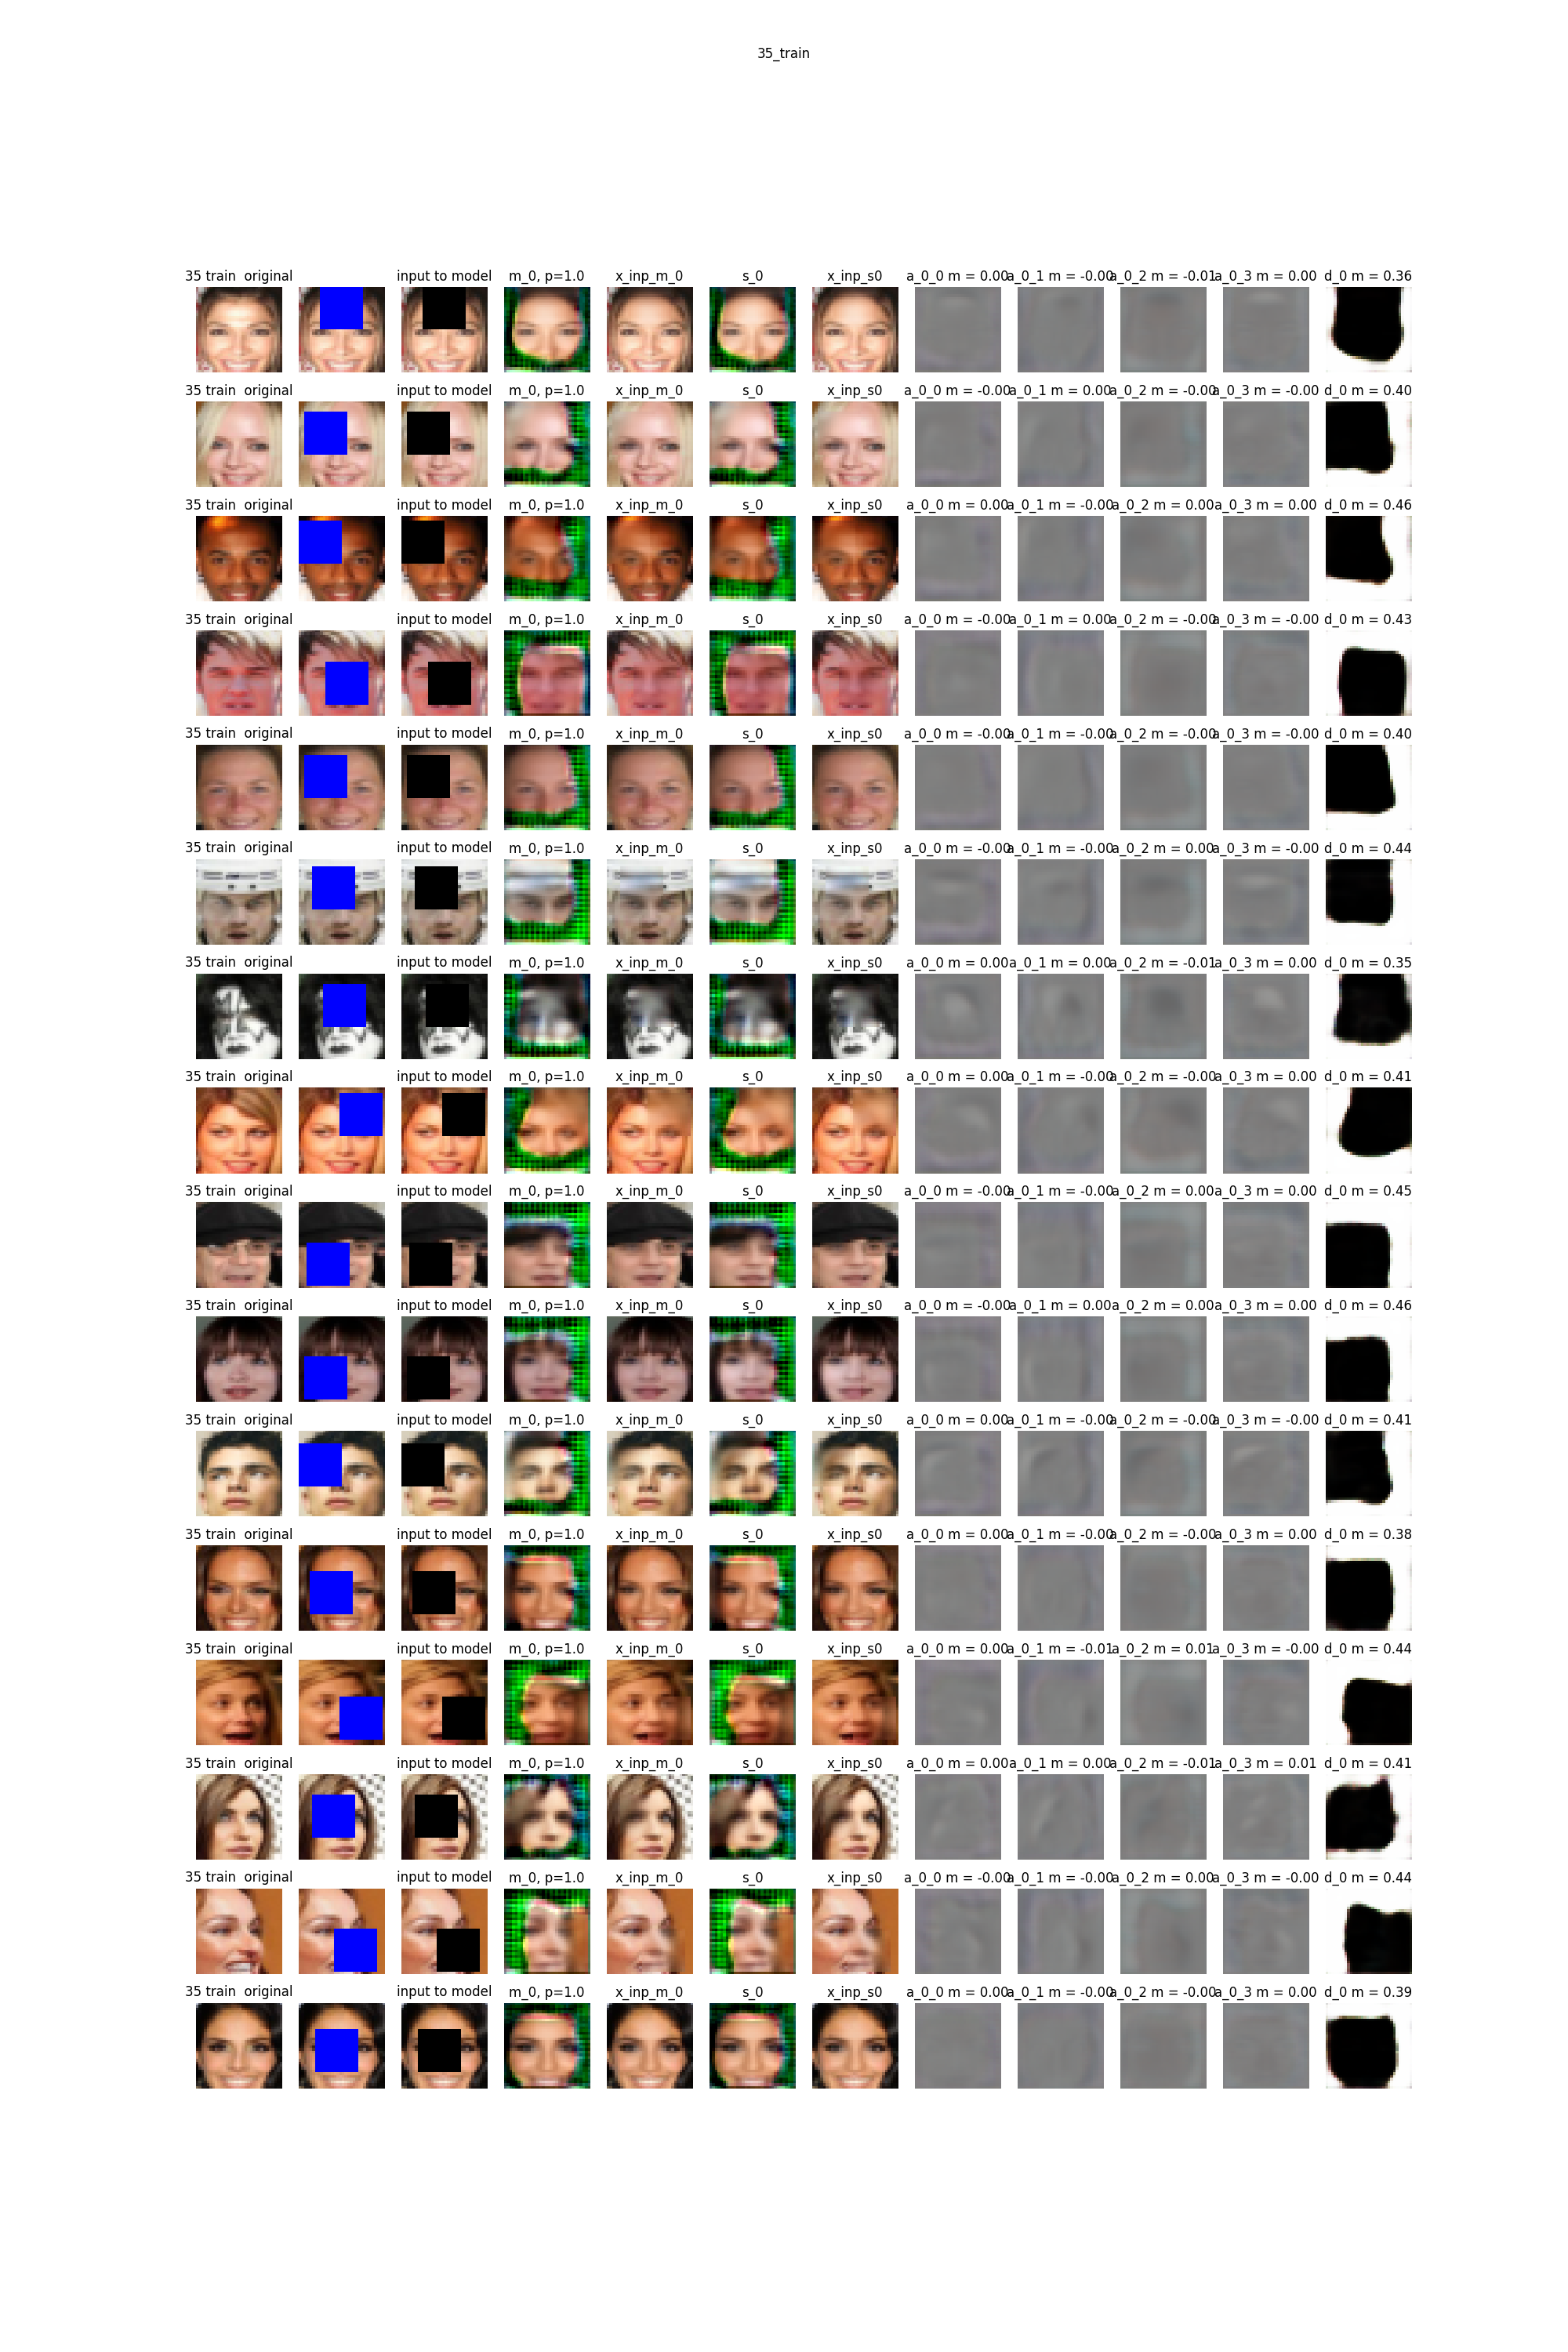 35_train
35 train original input to model m_0, p=1.0 x_inp_m_0 s_0 x_inp_s0 a_0_0 m = 0.00 a_0_1 m = -0.00 a_0_2 m = -0.01 a_0_3 m = 0.00 d_0 m = 0.36
35 train original input to model m_0, p=1.0 x_inp_m_0 s_0 x_inp_s0 a_0_0 m = -0.00 a_0_1 m = 0.00 a_0_2 m = -0.00 a_0_3 m = -0.00 d_0 m = 0.40
35 train original input to model m_0, p=1.0 x_inp_m_0 s_0 x_inp_s0 a_0_0 m = 0.00 a_0_1 m = -0.00 a_0_2 m = 0.00 a_0_3 m = 0.00 d_0 m = 0.46
35 train original input to model m_0, p=1.0 x_inp_m_0 s_0 x_inp_s0 a_0_0 m = -0.00 a_0_1 m = 0.00 a_0_2 m = -0.00 a_0_3 m = -0.00 d_0 m = 0.43
35 train original input to model m_0, p=1.0 x_inp_m_0 s_0 x_inp_s0 a_0_0 m = -0.00 a_0_1 m = -0.00 a_0_2 m = -0.00 a_0_3 m = -0.00 d_0 m = 0.40
35 train original input to model m_0, p=1.0 x_inp_m_0 s_0 x_inp_s0 a_0_0 m = -0.00 a_0_1 m = -0.00 a_0_2 m = 0.00 a_0_3 m = -0.00 d_0 m = 0.44
35 train original input to model m_0, p=1.0 x_inp_m_0 s_0 x_inp_s0 a_0_0 m = 0.00 a_0_1 m = 0.00 a_0_2 m = -0.01 a_0_3 m = 0.00 d_0 m = 0.35
35 train original input to model m_0, p=1.0 x_inp_m_0 s_0 x_inp_s0 a_0_0 m = 0.00 a_0_1 m = -0.00 a_0_2 m = -0.01 a_0_3 m = 0.00 d_0 m = 0.41
35 train original input to model m_0, p=1.0 x_inp_m_0 s_0 x_inp_s0 a_0_0 m = -0.00 a_0_1 m = -0.00 a_0_2 m = 0.00 a_0_3 m = 0.00 d_0 m = 0.45
35 train original input to model m_0, p=1.0 x_inp_m_0 s_0 x_inp_s0 a_0_0 m = -0.00 a_0_1 m = 0.00 a_0_2 m = 0.00 a_0_3 m = 0.00 d_0 m = 0.46
35 train original input to model m_0, p=1.0 x_inp_m_0 s_0 x_inp_s0 a_0_0 m = 0.00 a_0_1 m = -0.00 a_0_2 m = -0.00 a_0_3 m = -0.00 d_0 m = 0.41
35 train original input to model m_0, p=1.0 x_inp_m_0 s_0 x_inp_s0 a_0_0 m = 0.00 a_0_1 m = -0.00 a_0_2 m = -0.00 a_0_3 m = 0.00 d_0 m = 0.38
35 train original input to model m_0, p=1.0 x_inp_m_0 s_0 x_inp_s0 a_0_0 m = 0.00 a_0_1 m = -0.01 a_0_2 m = 0.01 a_0_3 m = -0.00 d_0 m = 0.44
35 train original input to model m_0, p=1.0 x_inp_m_0 s_0 x_inp_s0 a_0_0 m = 0.00 a_0_1 m = 0.00 a_0_2 m = -0.01 a_0_3 m = 0.01 d_0 m = 0.41
35 train original input to model m_0, p=1.0 x_inp_m_0 s_0 x_inp_s0 a_0_0 m = -0.00 a_0_1 m = -0.00 a_0_2 m = 0.00 a_0_3 m = -0.00 d_0 m = 0.44
35 train original input to model m_0, p=1.0 x_inp_m_0 s_0 x_inp_s0 a_0_0 m = 0.00 a_0_1 m = -0.00 a_0_2 m = -0.00 a_0_3 m = 0.00 d_0 m = 0.39